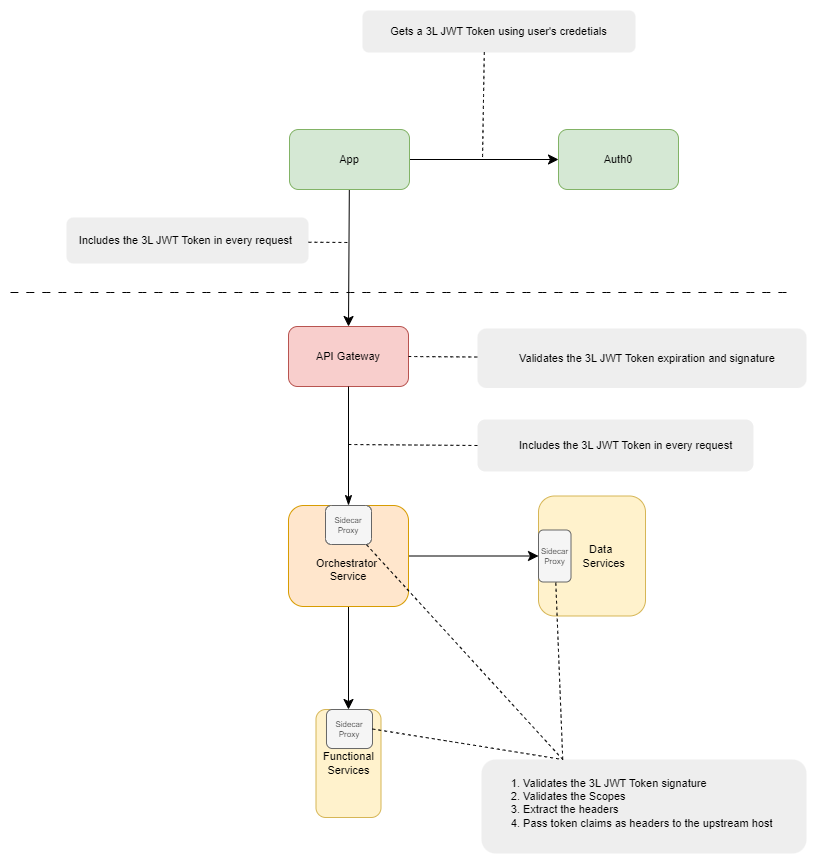 Gets a 3L JWT Token using user's credetials
App
Auth0
Includes the 3L JWT Token in every request
API Gateway
Validates the 3L JWT Token expiration and signature
Includes the 3L JWT Token in every request
Sidecar
Proxy
Orchestrator
Service
Sidecar
Proxy
Data
Services
Sidecar
Proxy
Functional
Services
1. Validates the 3L JWT Token signature
2. Validates the Scopes
3. Extract the headers
4. Pass token claims as headers to the upstream host